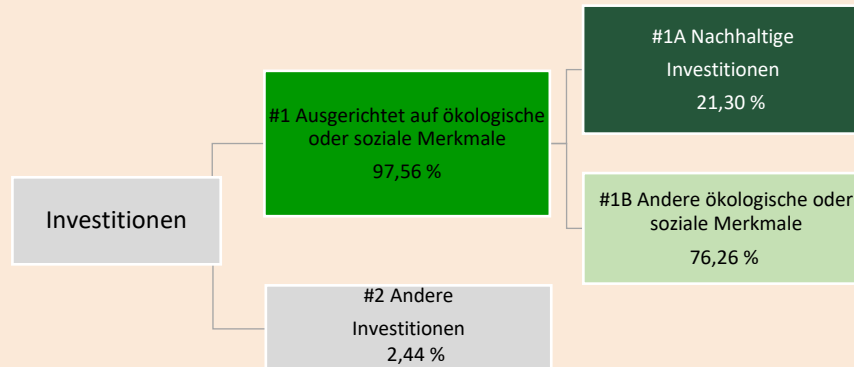 Investitionen
#1 Ausgerichtet auf ökologische
oder soziale Merkmale
97,56 %
#1A Nachhaltige
Investitionen
21,30 %
#1B Andere ökologische oder
soziale Merkmale
76,26 %
#2 Andere
Investitionen
2,44 %